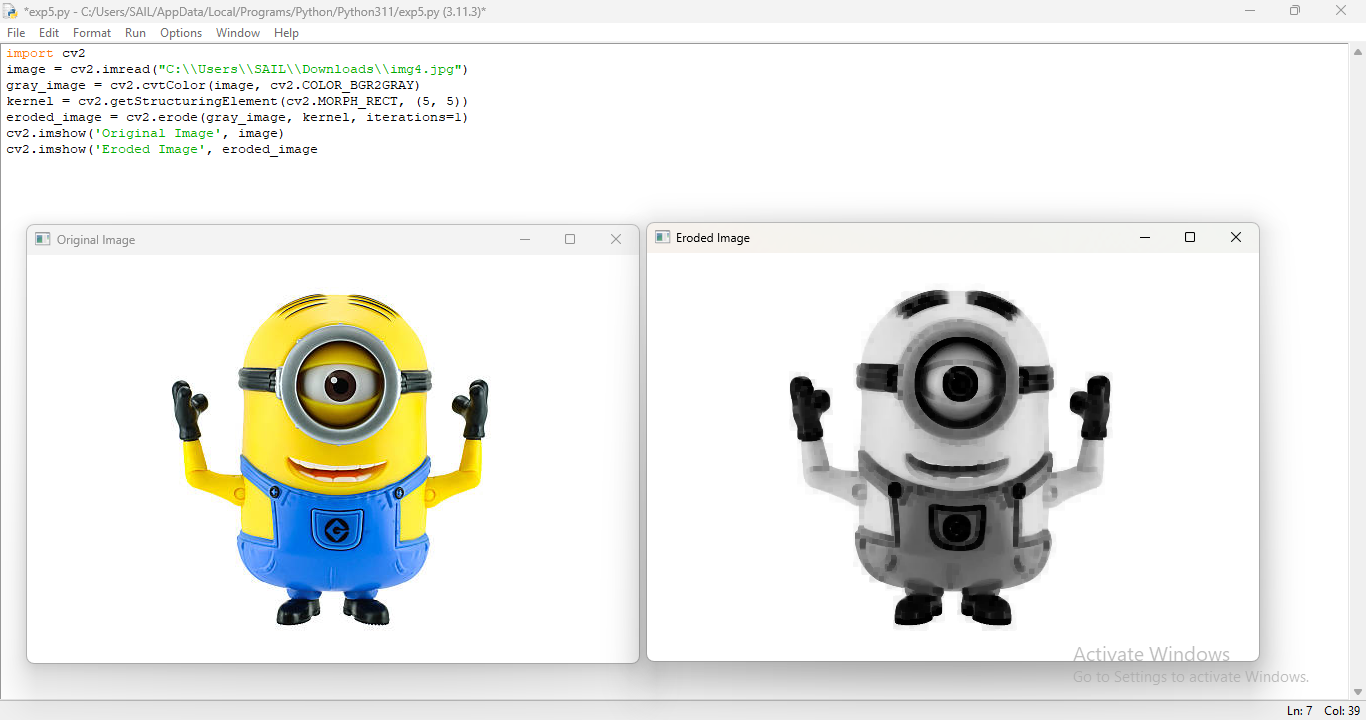 *exp5.py - C:/Users/SAIL/AppData/Local/Programs/Python/Python311/exp5.py (3.11.3)*
File Edit Format Run Options Window Help
import cv2
image = cv2.imread("C:\\Users\\SAIL\\Downloads\\img4.jpg")
gray_image = cv2.cvtColor(image, cv2.COLOR_BGR2GRAY)
kernel = cv2.getStructuringElement(cv2.MORPH_RECT, (5, 5))
eroded_image = cv2.erode(gray_image, kernel, iterations=1)
cv2.imshow('Original Image', image)
cv2.imshow('Eroded Image', eroded_image
Original Image
Eroded Image
Activate Windows
Go to Settings to activate Windows.
Ln: 7 Col: 39